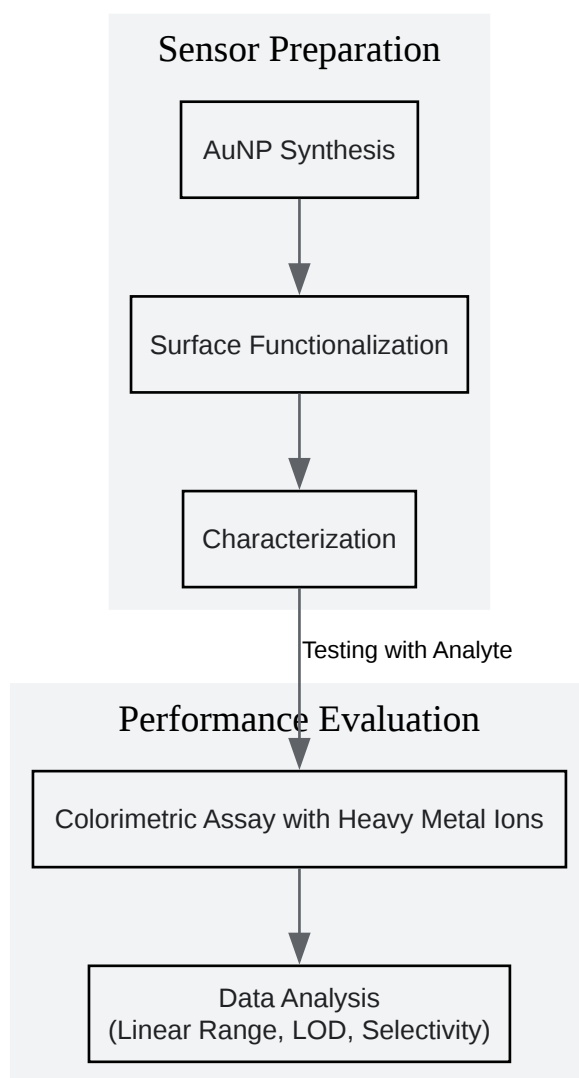 Sensor Preparation
AuNP Synthesis
Surface Functionalization
Characterization
Testing with Analyte
Performance Evaluation
Colorimetric Assay with Heavy Metal Ions
Data Analysis
(Linear Range, LOD, Selectivity)